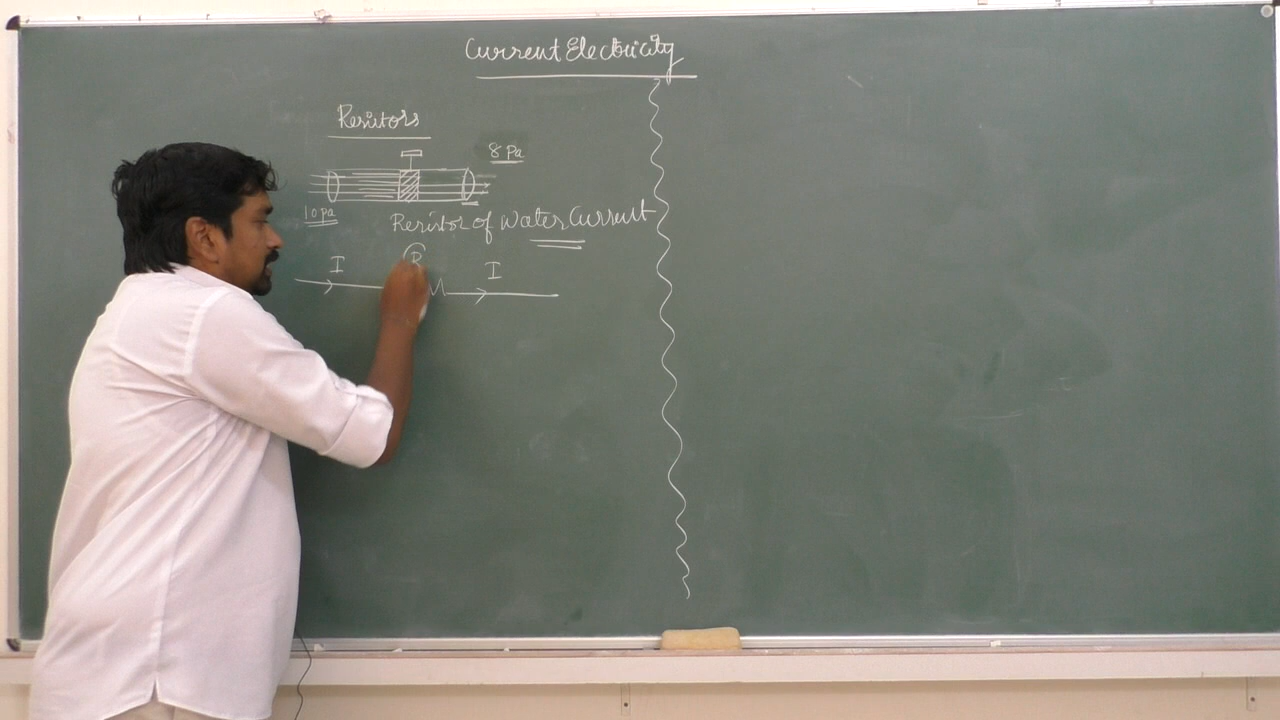 Current Electricity
Resistors
8 Pa
10 Pa
Resistor of Water Current
I
R
I